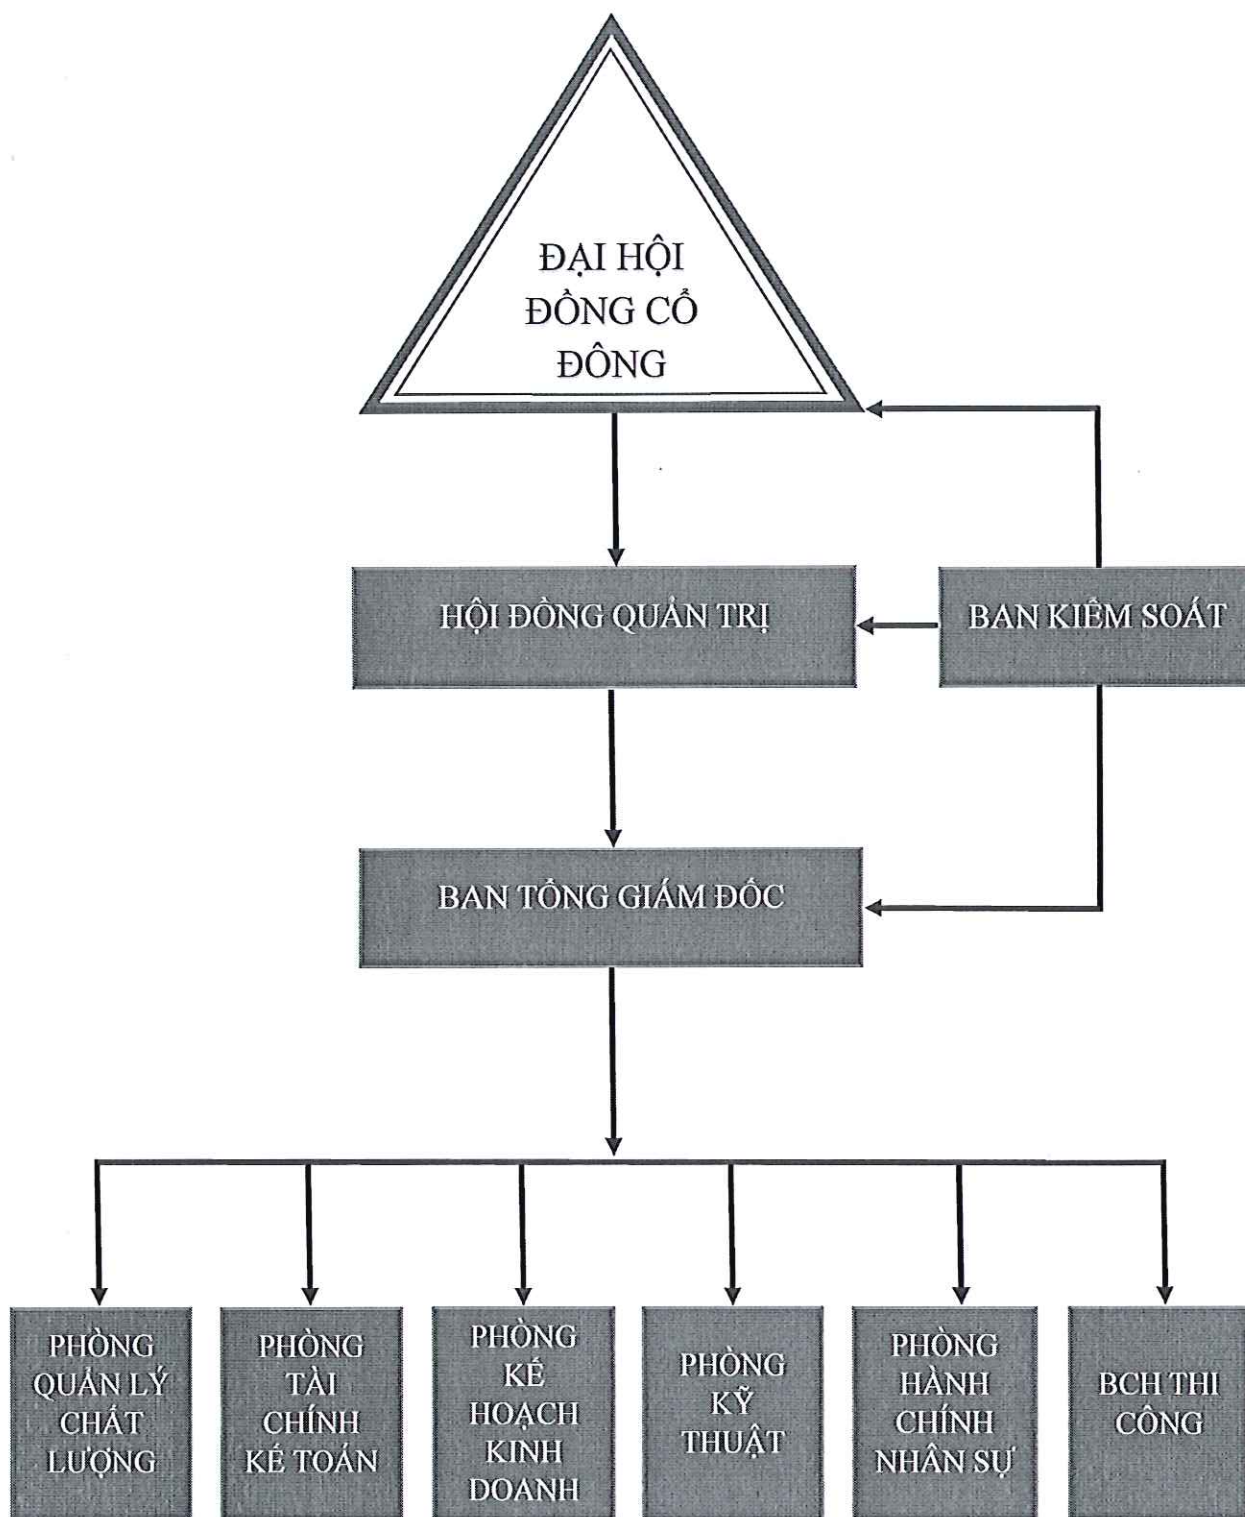 ĐẠI HỘI
ĐỒNG CỔ
ĐÔNG
HỘI ĐỒNG QUẢN TRỊ
BAN KIỂM SOÁT
BAN TỔNG GIÁM ĐỐC
PHÒNG
QUẢN LÝ
CHẤT
LƯỢNG
PHÒNG
TÀI
CHÍNH
KẾ TOÁN
PHÒNG
KẾ
HOẠCH
KINH
DOANH
PHÒNG
KỸ
THUẬT
PHÒNG
HÀNH
CHÍNH
NHÂN SỰ
BCH THI
CÔNG